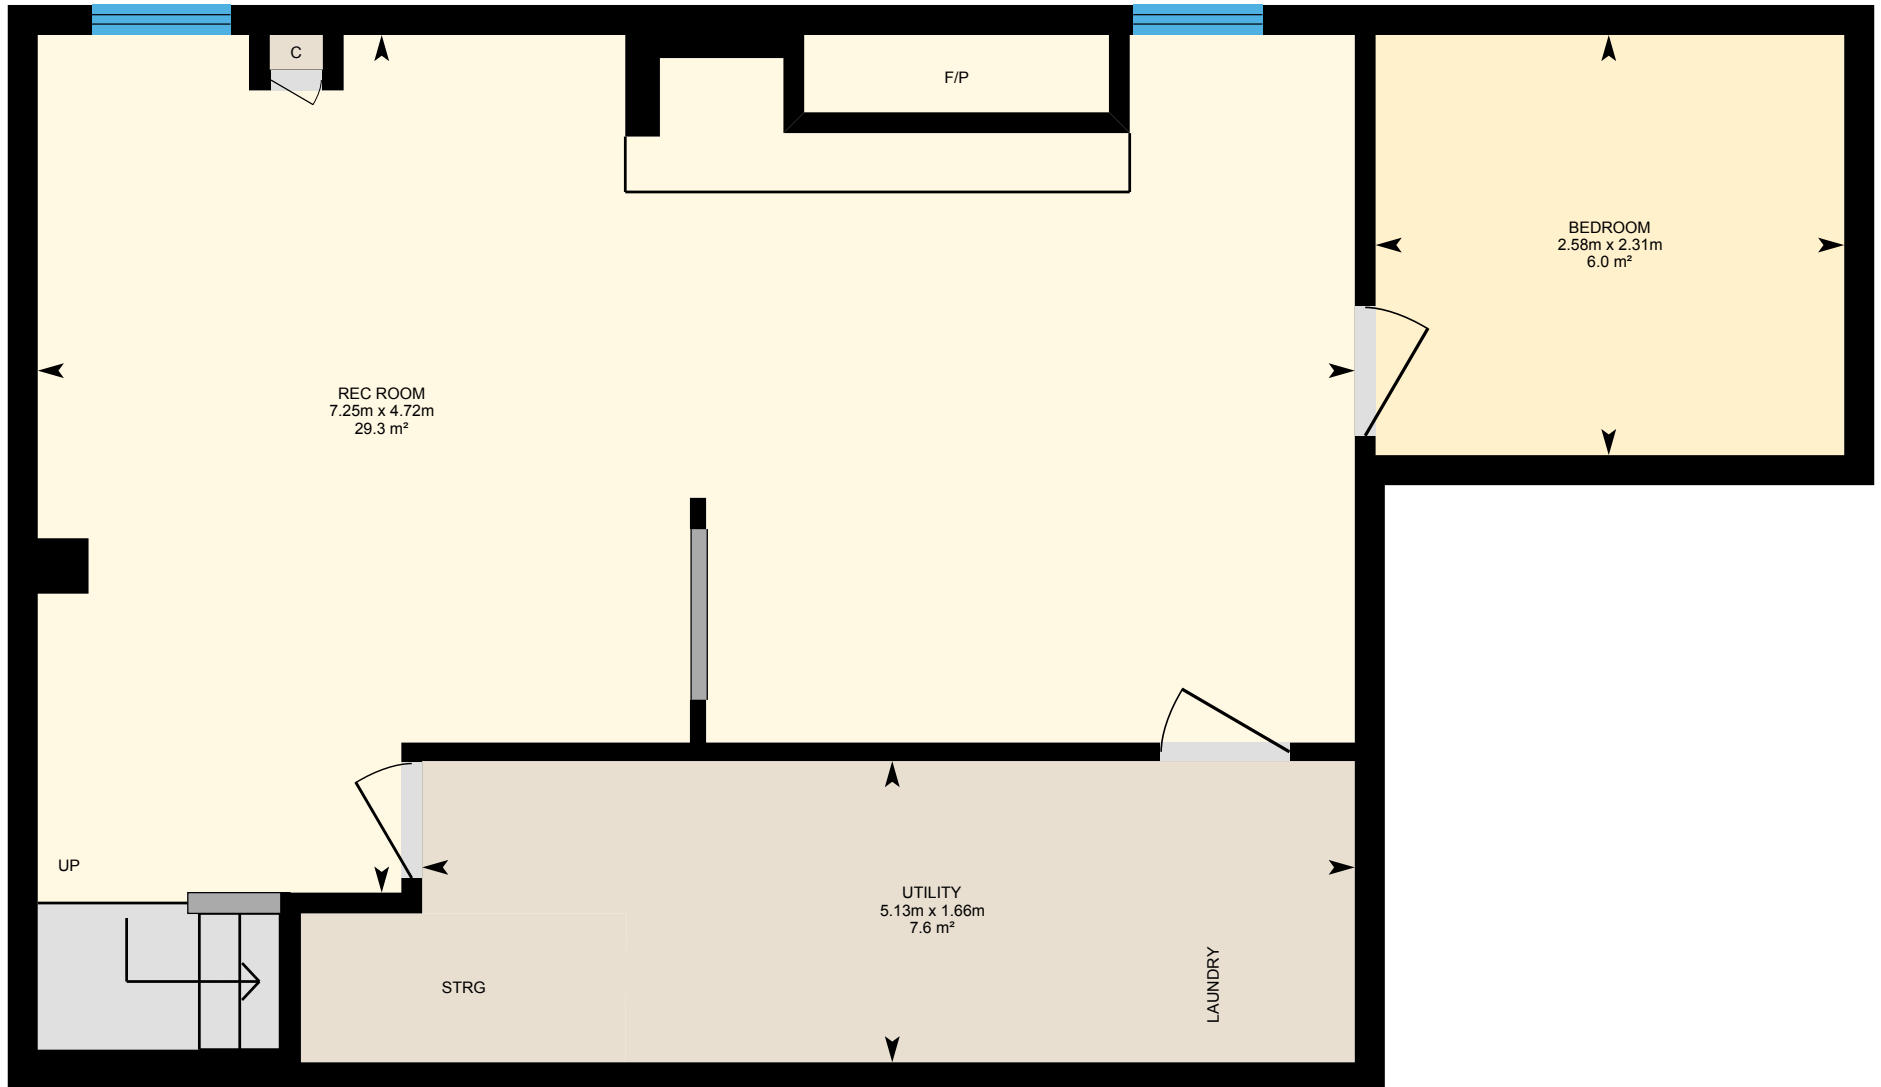 C
F/P
BEDROOM
2.58m x 2.31m
6.0 m²
REC ROOM
7.25m x 4.72m
29.3 m²
UP
UTILITY
5.13m x 1.66m
7.6 m²
STRG
LAUNDRY